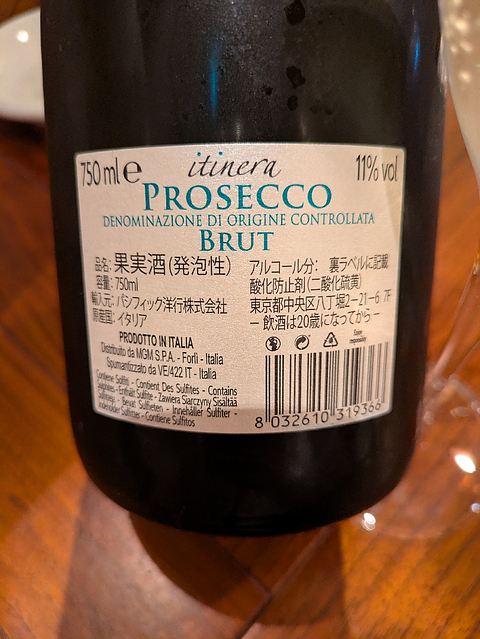 750 ml e
11% vol
itinera
PROSECCO
DENOMINAZIONE DI ORIGINE CONTROLLATA
BRUT
品名: 果実酒(発泡性)
容量: 750ml
輸入元: パシフィック洋行株式会社
原産国: イタリア
アルコール分: 裏ラベルに記載
酸化防止剤(二酸化硫黄)
東京都中央区八丁堀2-21-6 7F
ー飲酒は20歳になってからー
PRODOTTO IN ITALIA
Distribuito da MGM S.P.A. - Forlì - Italia
Spumantizzato da VE/422 IT - Italia
Contiene Solfiti - Contient Des Sulfites - Contains
Sulphites - Enthält Sulfite - Zawiera Siarczyny Sisältää
Sulfiittejä - Bevat Sulfieten - Inneháller Sulfiter -
Indeholder Sulfitter - Contiene Sulfitos
Enjoy
responsibly
8 032610 319366